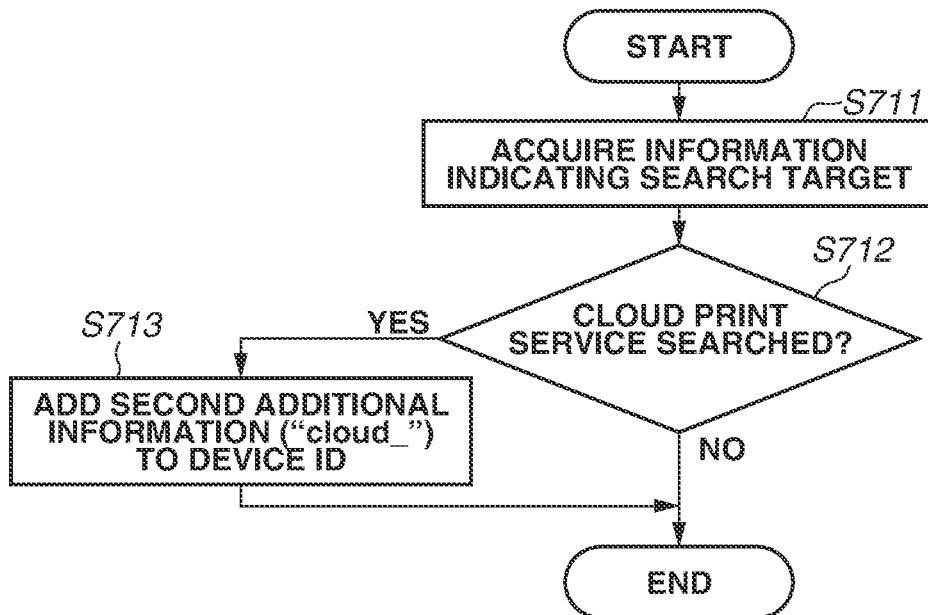 START
S711
ACQUIRE INFORMATION
INDICATING SEARCH TARGET
S712
CLOUD PRINT
SERVICE SEARCHED?
YES
S713
ADD SECOND ADDITIONAL
INFORMATION (“cloud_”)
TO DEVICE ID
NO
END